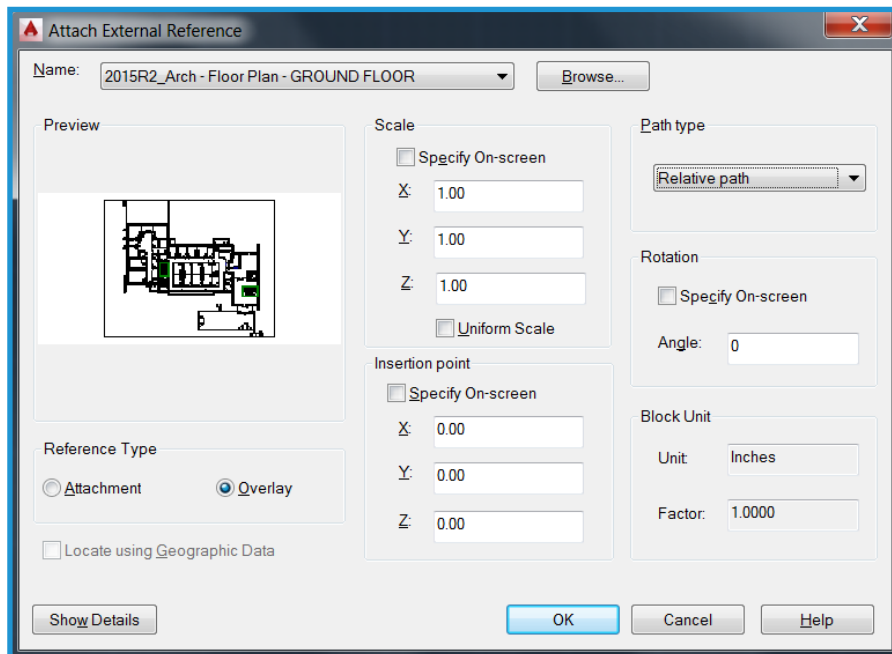 Attach External Reference
X
Name: 2015R2_Arch - Floor Plan - GROUND FLOOR Browse...
Preview
Reference Type
Attachment Overlay
Locate using Geographic Data
Scale
Specify On-screen
X: 1.00
Y: 1.00
Z: 1.00
Uniform Scale
Insertion point
Specify On-screen
X: 0.00
Y: 0.00
Z: 0.00
Path type
Relative path
Rotation
Specify On-screen
Angle: 0
Block Unit
Unit: Inches
Factor: 1.0000
Show Details OK Cancel Help